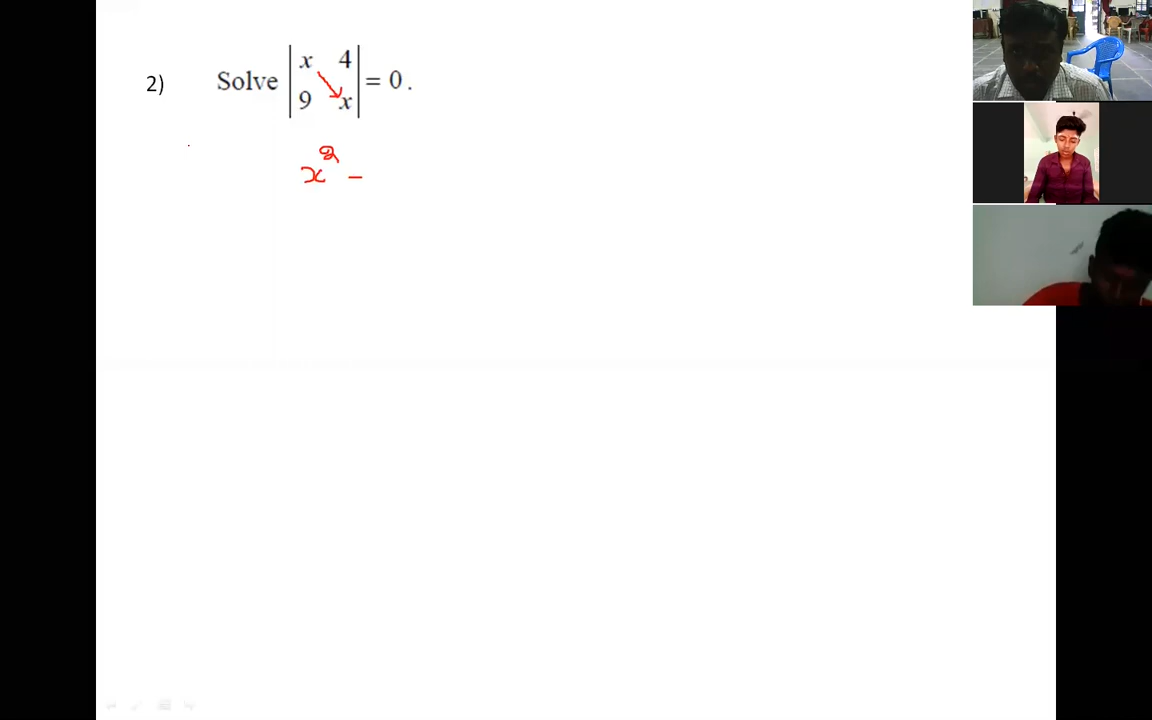 2) Solve | x 4 |
| 9 x | = 0 .
x² –